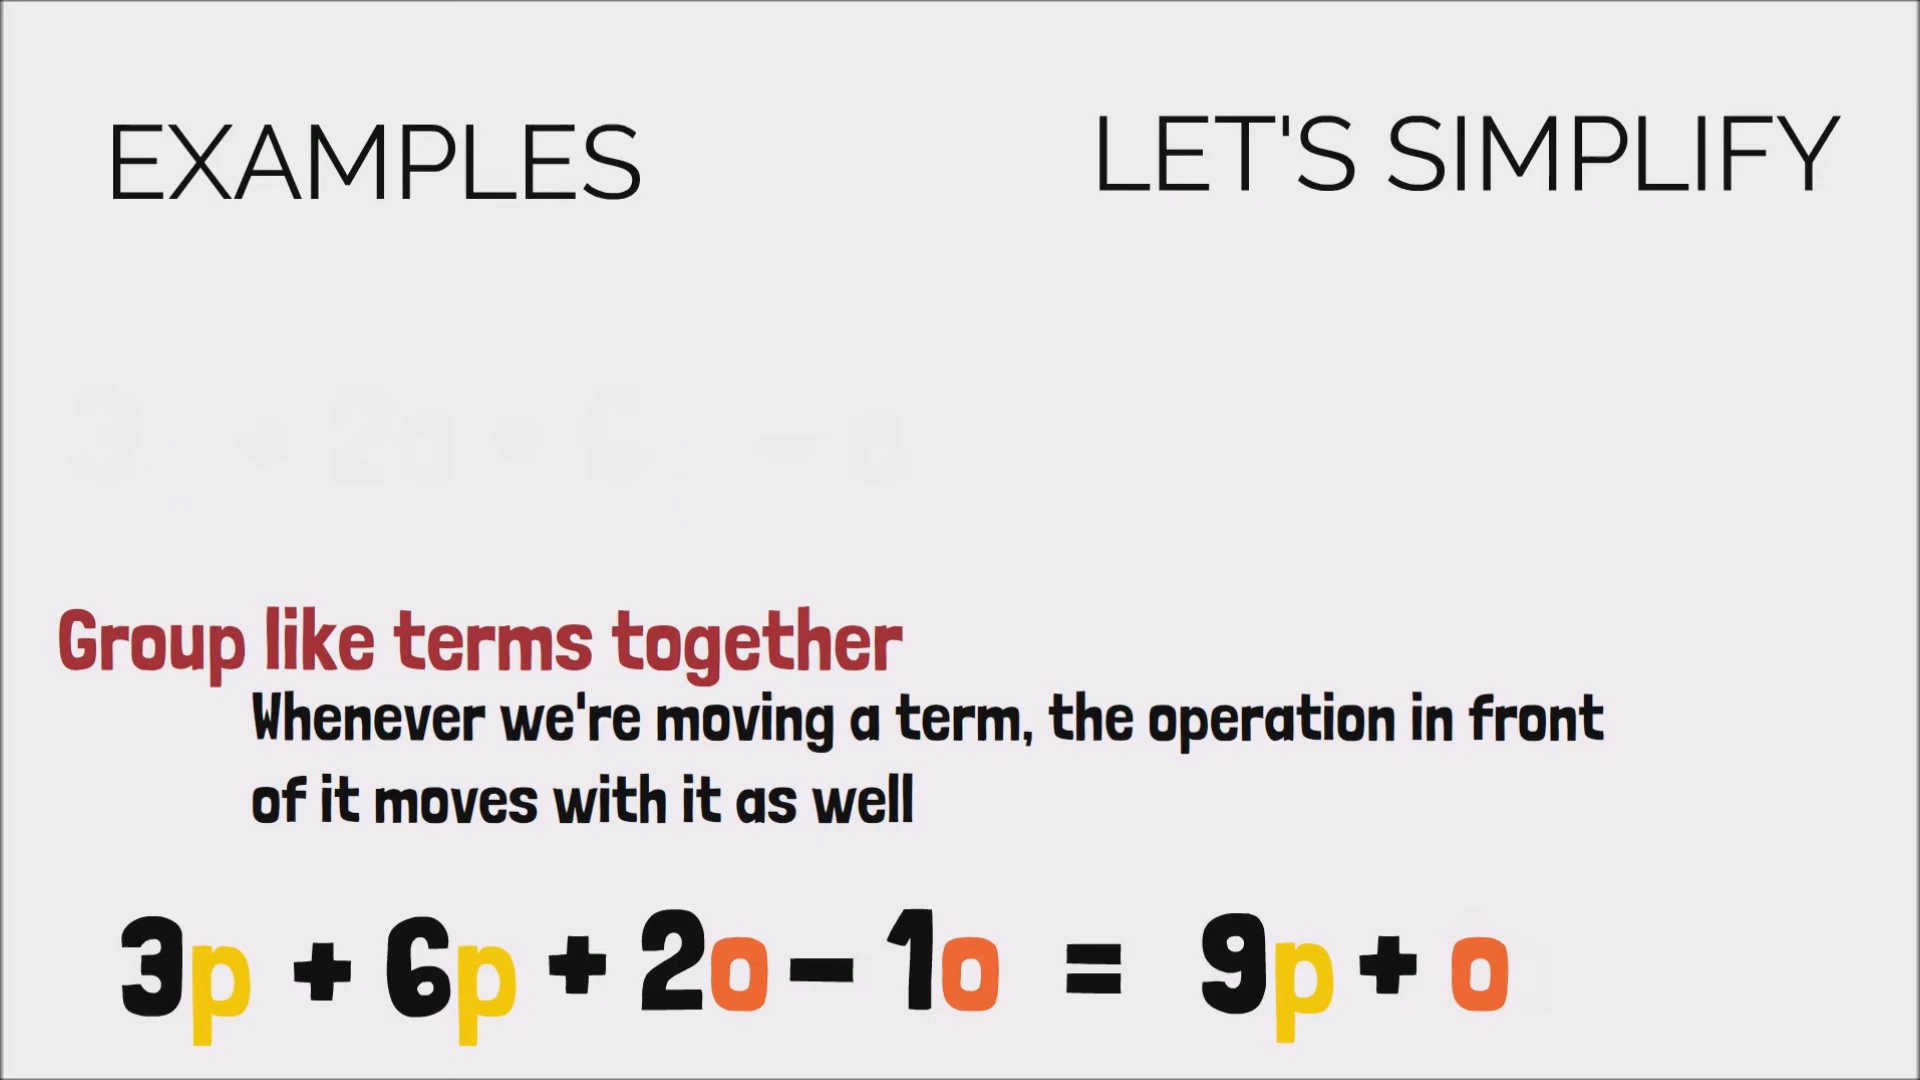 EXAMPLES
LET'S SIMPLIFY
Group like terms together
Whenever we're moving a term, the operation in front
of it moves with it as well
3p + 6p + 2o - 1o = 9p + o